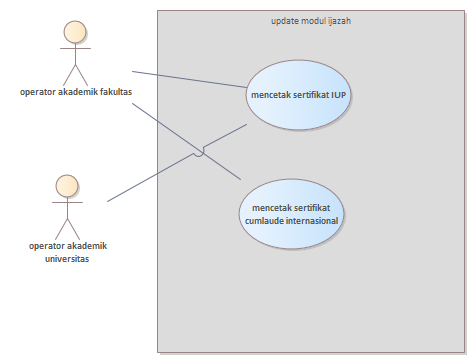 update modul ijazah
operator akademik fakultas
mencetak sertifikat IUP
mencetak sertifikat
cumlaude internasional
operator akademik
universitas